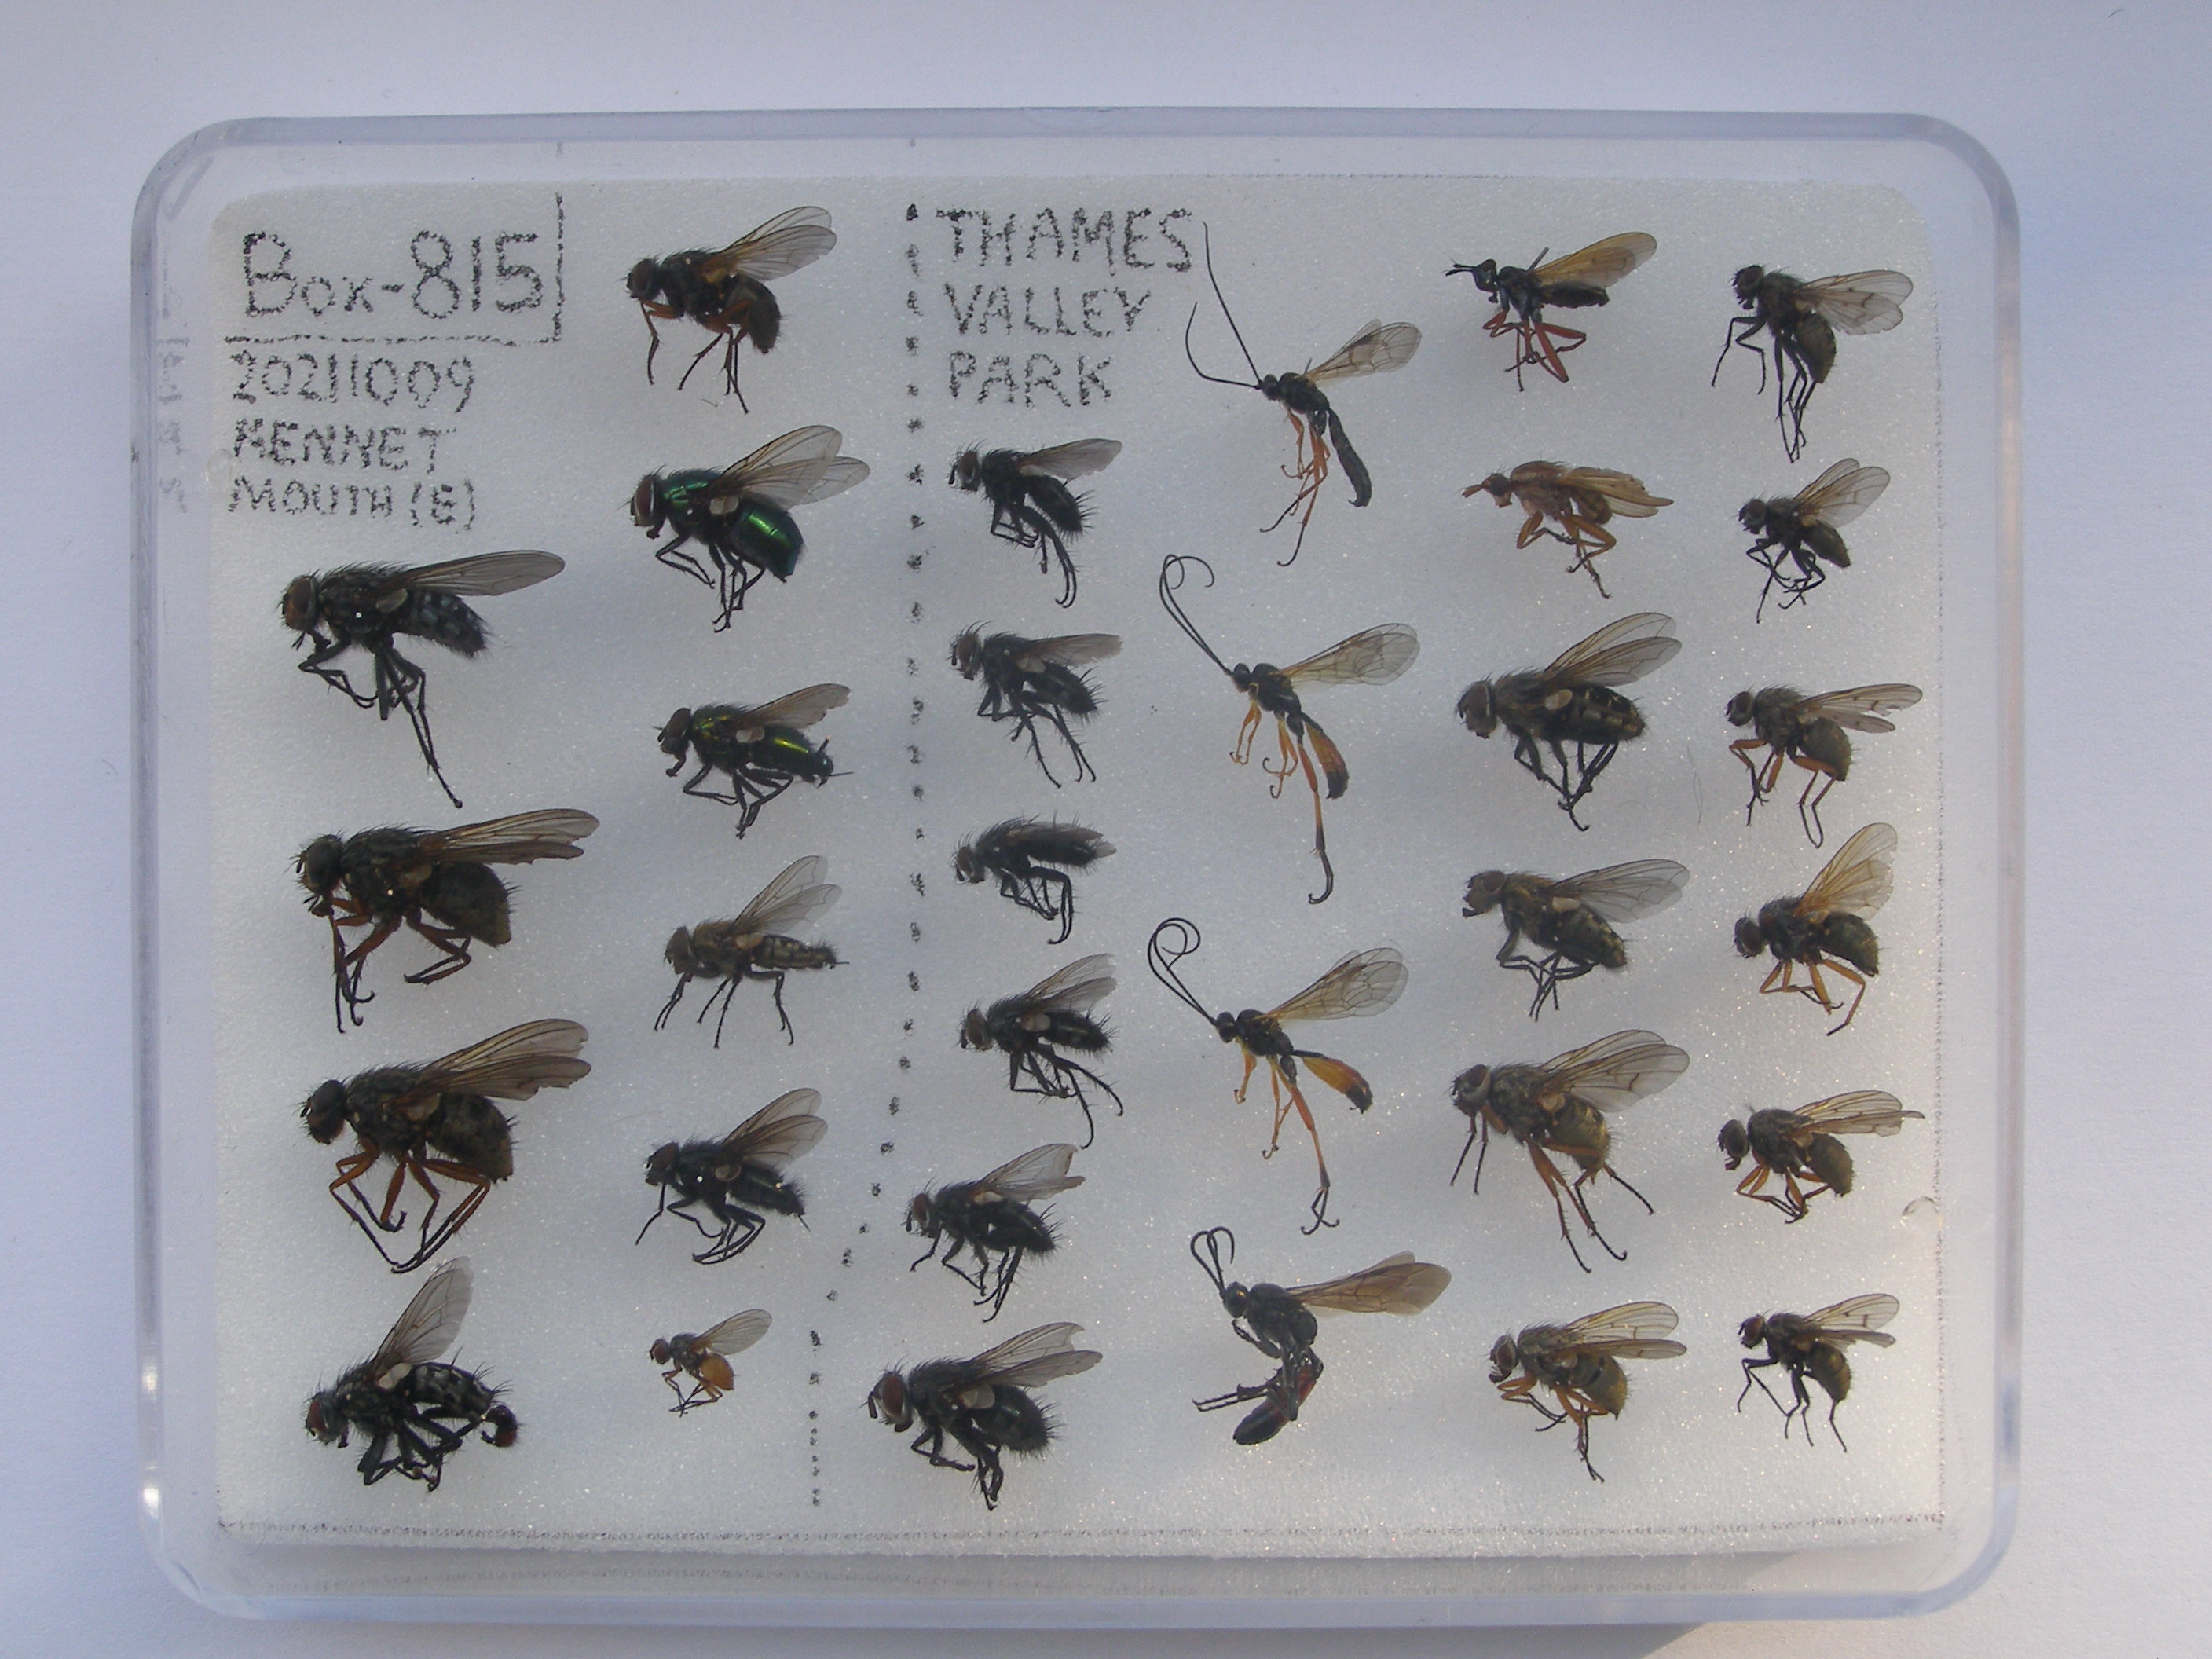 Box-815
20211009
KENNET
MOUTH (E)
THAMES
VALLEY
PARK